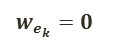 w_{e_k} = 0